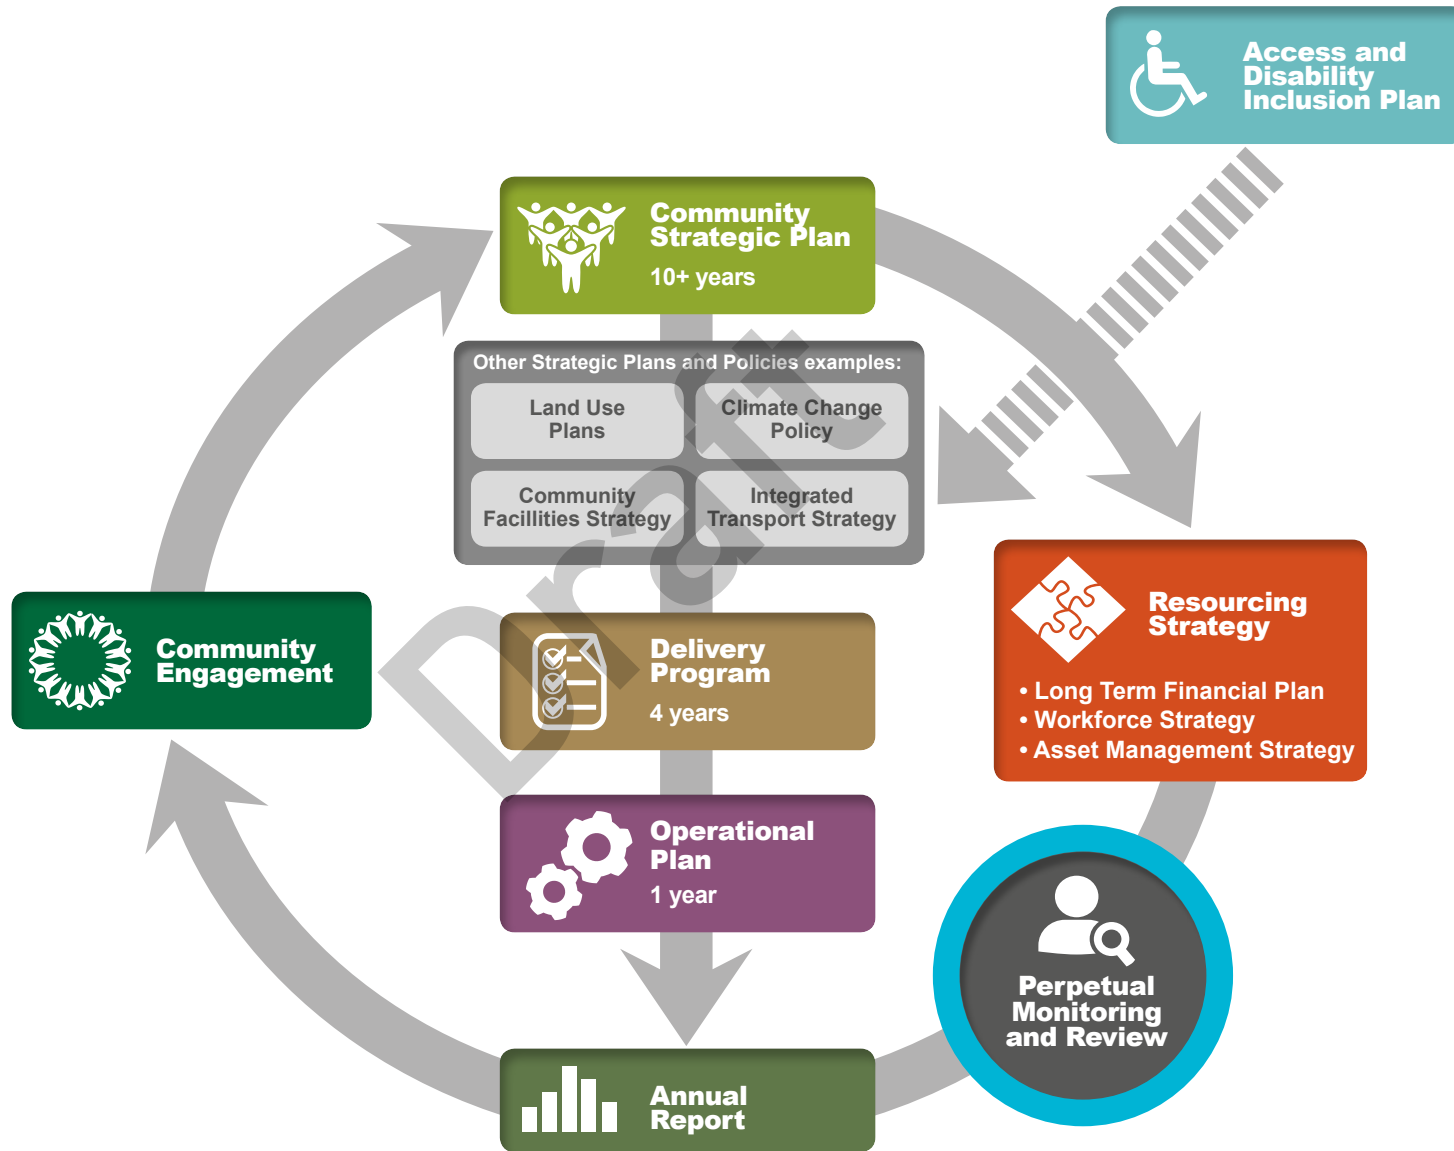 Access and
Disability
Inclusion Plan
Community
Strategic Plan
10+ years
Other Strategic Plans and Policies examples:
Land Use
Plans
Climate Change
Policy
Community
Facillities Strategy
Integrated
Transport Strategy
Community
Engagement
Delivery
Program
4 years
Resourcing
Strategy
• Long Term Financial Plan
• Workforce Strategy
• Asset Management Strategy
Operational
Plan
1 year
Perpetual
Monitoring
and Review
Annual
Report
Draft